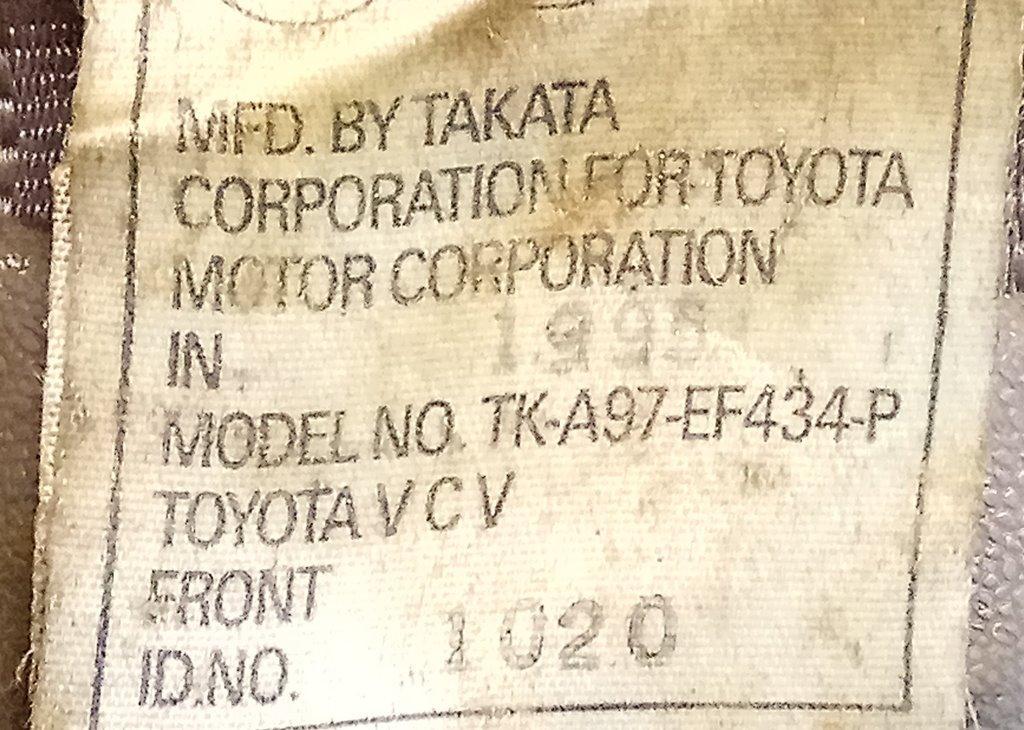 MFD. BY TAKATA
CORPORATION FOR TOYOTA
MOTOR CORPORATION
IN 1995
MODEL NO. TK-A97-EF434-P
TOYOTA V C V
FRONT
ID.NO. 1020